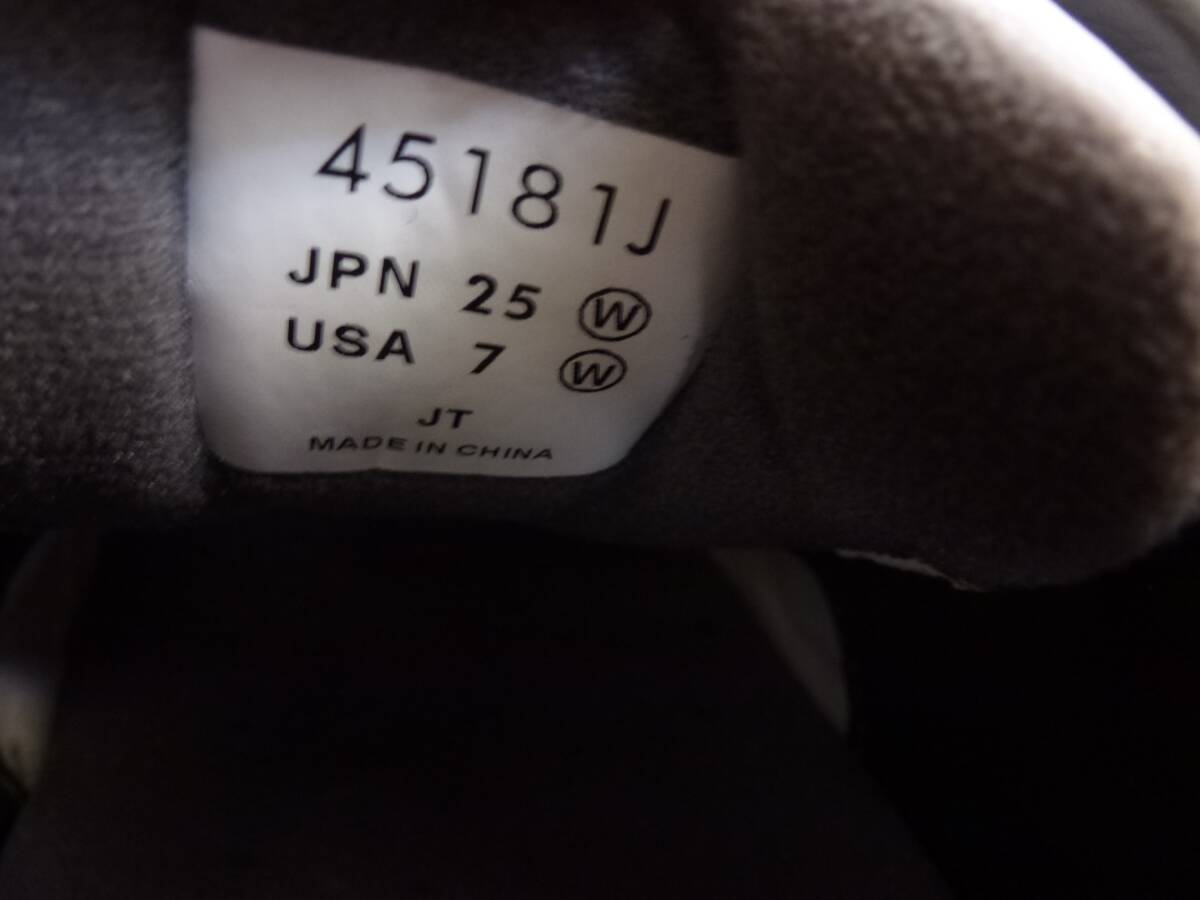 45181J
JPN 25 Ⓦ
USA 7 Ⓦ
JT
MADE IN CHINA